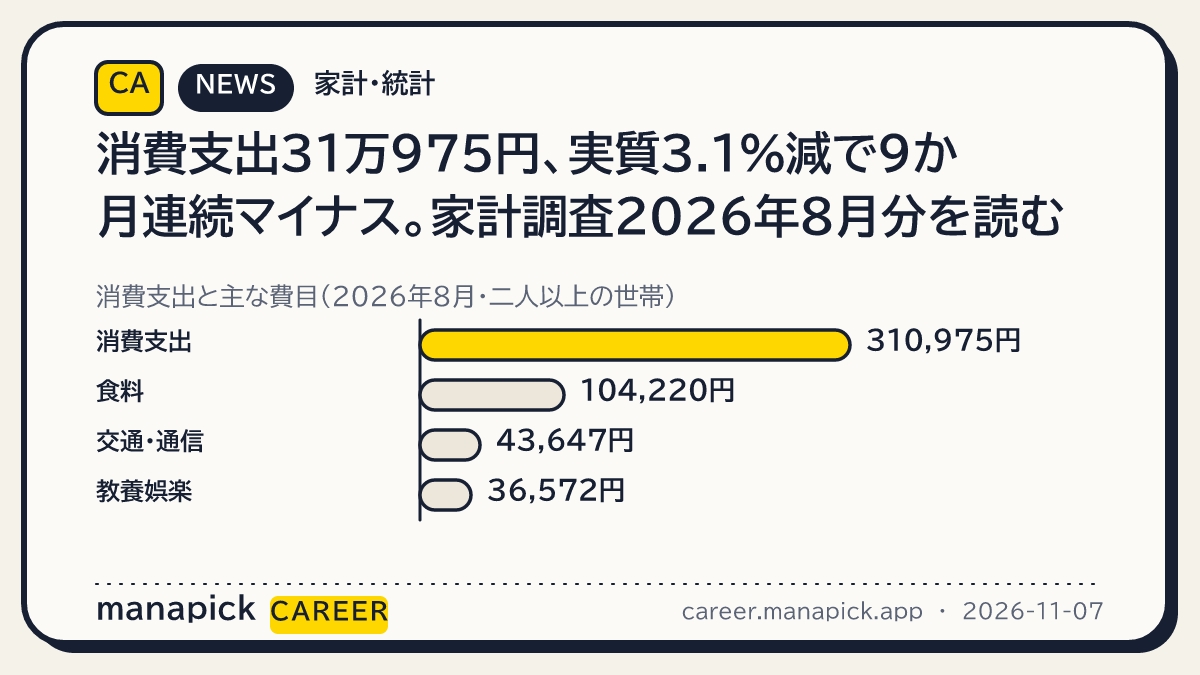 CA NEWS 家計・統計
消費支出31万975円、実質3.1%減で9か
月連続マイナス。家計調査2026年8月分を読む
消費支出と主な費目(2026年8月・二人以上の世帯)
消費支出 310,975円
食料 104,220円
交通・通信 43,647円
教養娯楽 36,572円
manapick CAREER career.manapick.app ・ 2026-11-07